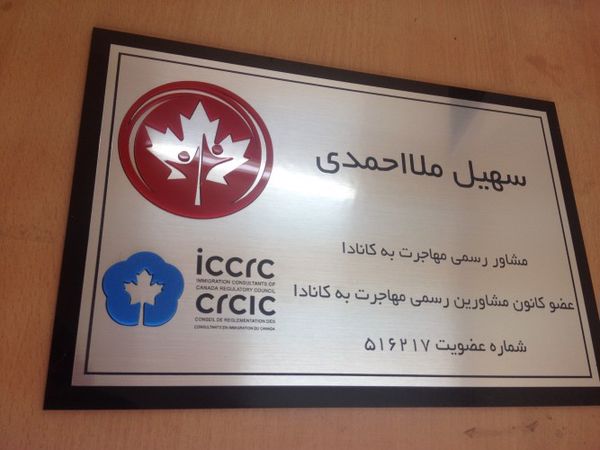 سهیل ملااحمدی
مشاور رسمی مهاجرت به کانادا
عضو کانون مشاورین رسمی مهاجرت به کانادا
شماره عضویت ۵۱۶۲۱۷
iccrc
IMMIGRATION CONSULTANTS OF
CANADA REGULATORY COUNCIL
crcic
CONSEIL DE RÉGLEMENTATION DES
CONSULTANTS EN IMMIGRATION DU CANADA